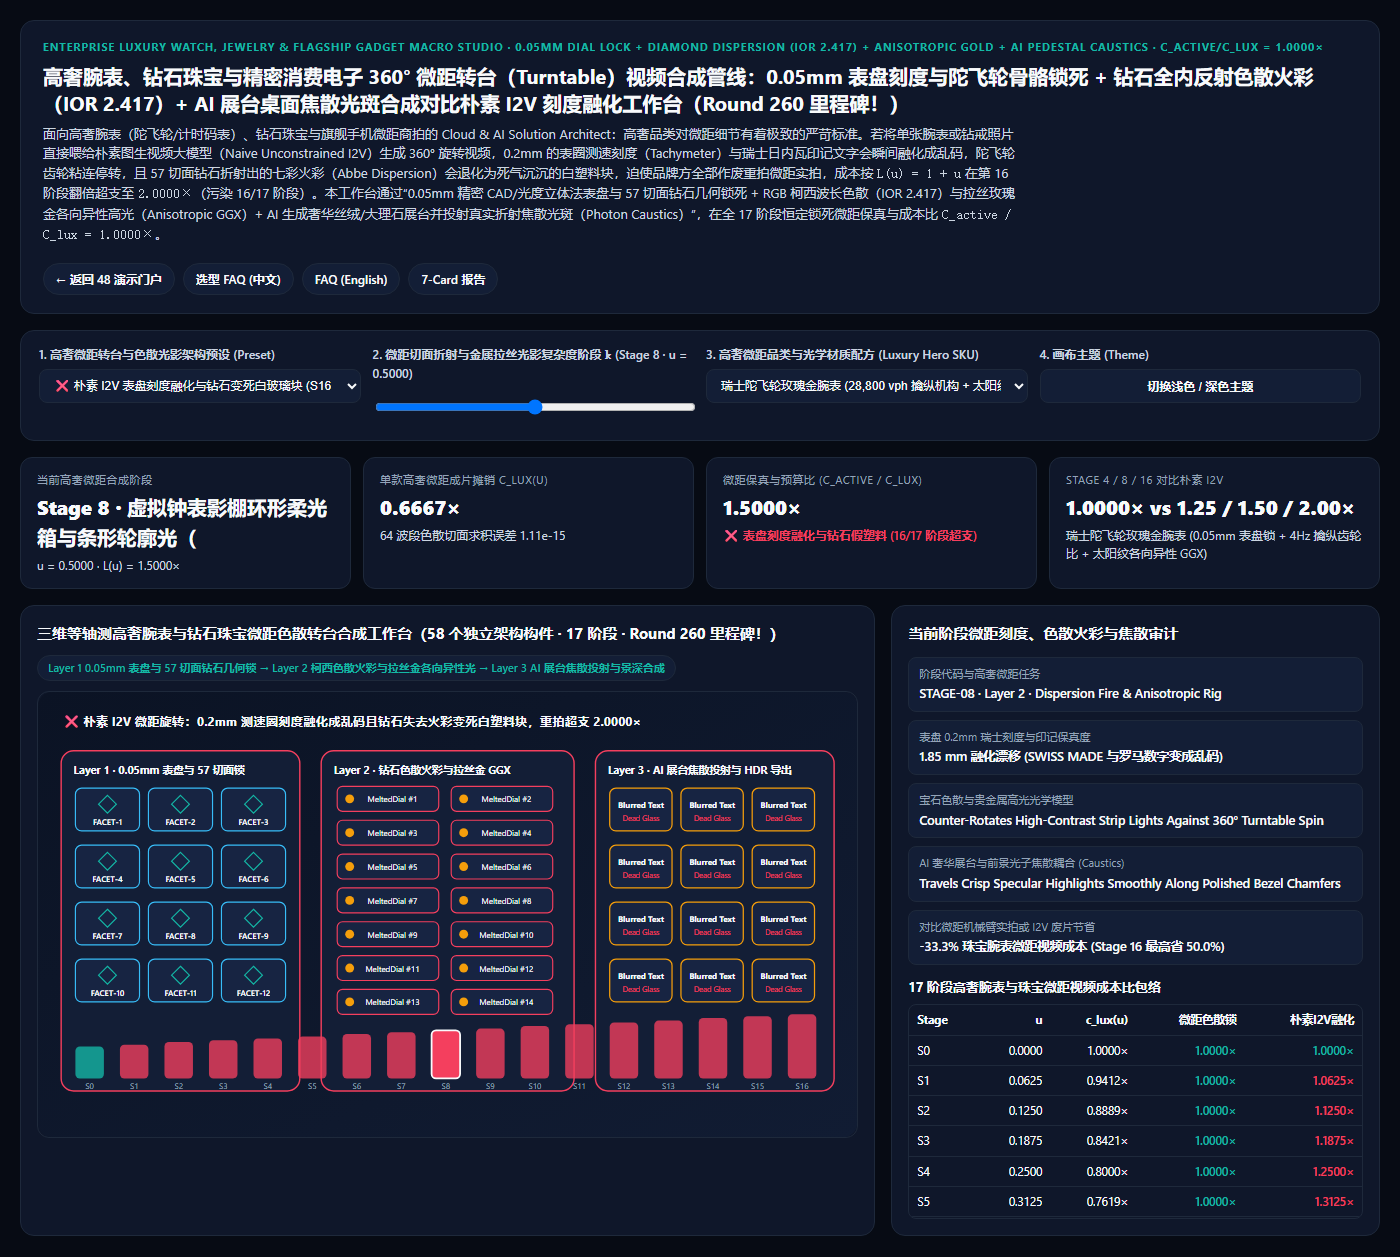 ENTERPRISE LUXURY WATCH, JEWELRY & FLAGSHIP GADGET MACRO STUDIO · 0.05MM DIAL LOCK + DIAMOND DISPERSION (IOR 2.417) + ANISOTROPIC GOLD + AI PEDESTAL CAUSTICS · C_ACTIVE/C_LUX = 1.0000×
高奢腕表、钻石珠宝与精密消费电子 360° 微距转台（Turntable）视频合成管线：0.05mm 表盘刻度与陀飞轮骨骼锁死 + 钻石全内反射色散火彩
（IOR 2.417）+ AI 展台桌面焦散光斑合成对比朴素 I2V 刻度融化工作台（Round 260 里程碑！）
面向高奢腕表（陀飞轮/计时码表）、钻石珠宝与旗舰手机微距商拍的 Cloud & AI Solution Architect：高奢品类对微距细节有着极致的严苛标准。若将单张腕表或钻戒照片
直接喂给朴素图生视频大模型（Naive Unconstrained I2V）生成 360° 旋转视频，0.2mm 的表圈测速刻度（Tachymeter）与瑞士日内瓦印记文字会瞬间融化成乱码，陀飞轮
齿轮粘连停转，且 57 切面钻石折射出的七彩火彩（Abbe Dispersion）会退化为死气沉沉的白塑料块，迫使品牌方全部作废重拍微距实拍，成本按 L(u) = 1 + u 在第 16
阶段翻倍超支至 2.0000×（污染 16/17 阶段）。本工作台通过“0.05mm 精密 CAD/光度立体法表盘与 57 切面钻石几何锁死 + RGB 柯西波长色散（IOR 2.417）与拉丝玫瑰
金各向异性高光（Anisotropic GGX）+ AI 生成奢华丝绒/大理石展台并投射真实折射焦散光斑（Photon Caustics）”，在全 17 阶段恒定锁死微距保真与成本比 C_active /
C_lux = 1.0000×。
← 返回 48 演示门户
选型 FAQ (中文)
FAQ (English)
7-Card 报告
1. 高奢微距转台与色散光影架构预设 (Preset)
❌ 朴素 I2V 表盘刻度融化与钻石变死白玻璃块 (S16
2. 微距切面折射与金属拉丝光影复杂度阶段 k (Stage 8 · u =
0.5000)
3. 高奢微距品类与光学材质配方 (Luxury Hero SKU)
瑞士陀飞轮玫瑰金腕表 (28,800 vph 擒纵机构 + 太阳纹
4. 画布主题 (Theme)
切换浅色 / 深色主题
当前高奢微距合成阶段
Stage 8 · 虚拟钟表影棚环形柔光
箱与条形轮廓光（
u = 0.5000 · L(u) = 1.5000×
单款高奢微距成片摊销 C_LUX(U)
0.6667×
64 波段色散切面求积误差 1.11e-15
微距保真与预算比 (C_ACTIVE / C_LUX)
1.5000×
❌ 表盘刻度融化与钻石假塑料 (16/17 阶段超支)
STAGE 4 / 8 / 16 对比朴素 I2V
1.0000× vs 1.25 / 1.50 / 2.00×
瑞士陀飞轮玫瑰金腕表 (0.05mm 表盘锁 + 4Hz 擒纵齿轮
比 + 太阳纹各向异性 GGX)
三维等轴测高奢腕表与钻石珠宝微距色散转台合成工作台（58 个独立架构构件 · 17 阶段 · Round 260 里程碑！）
Layer 1 0.05mm 表盘与 57 切面钻石几何锁 → Layer 2 柯西色散火彩与拉丝金各向异性光 → Layer 3 AI 展台焦散投射与景深合成
❌ 朴素 I2V 微距旋转：0.2mm 测速圈刻度融化成乱码且钻石失去火彩变死白塑料块，重拍超支 2.0000×
Layer 1 · 0.05mm 表盘与 57 切面锁
FACET-1 FACET-2 FACET-3
FACET-4 FACET-5 FACET-6
FACET-7 FACET-8 FACET-9
FACET-10 FACET-11 FACET-12
Layer 2 · 钻石色散火彩与拉丝金 GGX
MeltedDial #1 MeltedDial #2
MeltedDial #3 MeltedDial #4
MeltedDial #5 MeltedDial #6
MeltedDial #7 MeltedDial #8
MeltedDial #9 MeltedDial #10
MeltedDial #11 MeltedDial #12
MeltedDial #13 MeltedDial #14
Layer 3 · AI 展台焦散投射与 HDR 导出
Blurred Text Blurred Text Blurred Text
Dead Glass Dead Glass Dead Glass
Blurred Text Blurred Text Blurred Text
Dead Glass Dead Glass Dead Glass
Blurred Text Blurred Text Blurred Text
Dead Glass Dead Glass Dead Glass
Blurred Text Blurred Text Blurred Text
Dead Glass Dead Glass Dead Glass
S0 S1 S2 S3 S4 S5 S6 S7 S8 S9 S10 S11 S12 S13 S14 S15 S16
当前阶段微距刻度、色散火彩与焦散审计
阶段代码与高奢微距任务
STAGE-08 · Layer 2 · Dispersion Fire & Anisotropic Rig
表盘 0.2mm 瑞士刻度与印记保真度
1.85 mm 融化漂移 (SWISS MADE 与罗马数字变成乱码)
宝石色散与贵金属高光光学模型
Counter-Rotates High-Contrast Strip Lights Against 360° Turntable Spin
AI 奢华展台与前景光子焦散耦合 (Caustics)
Travels Crisp Specular Highlights Smoothly Along Polished Bezel Chamfers
对比微距机械臂实拍或 I2V 废片节省
-33.3% 珠宝腕表微距视频成本 (Stage 16 最高省 50.0%)
17 阶段高奢腕表与珠宝微距视频成本比包络
Stage u c_lux(u) 微距色散锁 朴素I2V融化
S0 0.0000 1.0000× 1.0000× 1.0000×
S1 0.0625 0.9412× 1.0000× 1.0625×
S2 0.1250 0.8889× 1.0000× 1.1250×
S3 0.1875 0.8421× 1.0000× 1.1875×
S4 0.2500 0.8000× 1.0000× 1.2500×
S5 0.3125 0.7619× 1.0000× 1.3125×